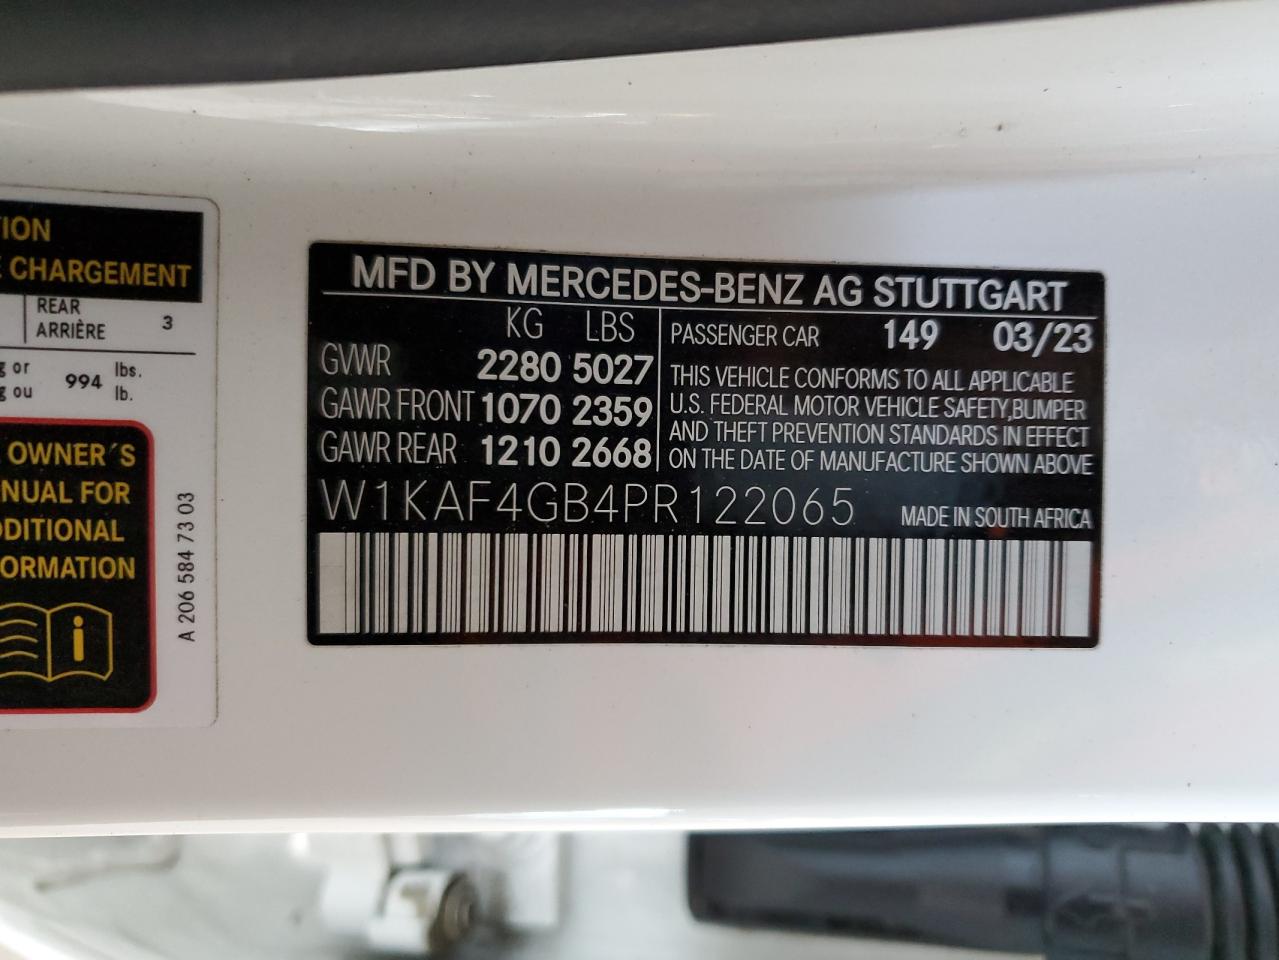 TION
CHARGEMENT
REAR
ARRIÈRE 3
g or
g ou 994 lbs.
lb.
OWNER´S
NUAL FOR
DDITIONAL
ORMATION
A 206 584 73 03
MFD BY MERCEDES-BENZ AG STUTTGART
KG LBS
GVWR 2280 5027
GAWR FRONT 1070 2359
GAWR REAR 1210 2668
PASSENGER CAR 149 03/23
THIS VEHICLE CONFORMS TO ALL APPLICABLE
U.S. FEDERAL MOTOR VEHICLE SAFETY,BUMPER
AND THEFT PREVENTION STANDARDS IN EFFECT
ON THE DATE OF MANUFACTURE SHOWN ABOVE
W1KAF4GB4PR122065 MADE IN SOUTH AFRICA